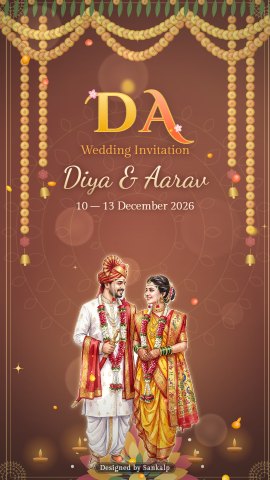 DA
Wedding Invitation
Diya & Aarav
10 — 13 December 2026
Designed by Sankalp